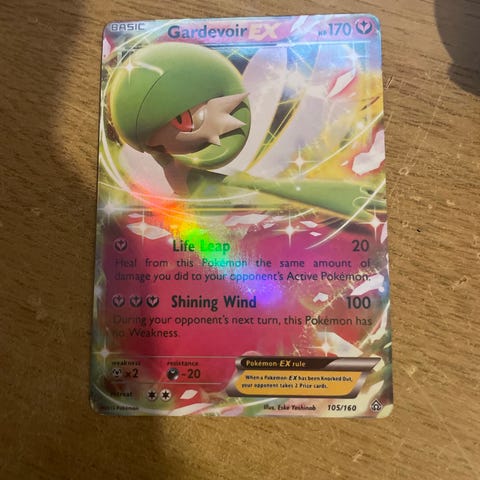 BASIC
Gardevoir EX HP170
Life Leap 20
Heal from this Pokémon the same amount of
damage you did to your opponent's Active Pokémon.
Shining Wind 100
During your opponent's next turn, this Pokémon has
no Weakness.
weakness resistance
×2 -20
retreat
Pokémon EX rule
When a Pokémon-EX has been Knocked Out,
your opponent takes 2 Prize cards.
Illus. Eske Yoshinob 105/160